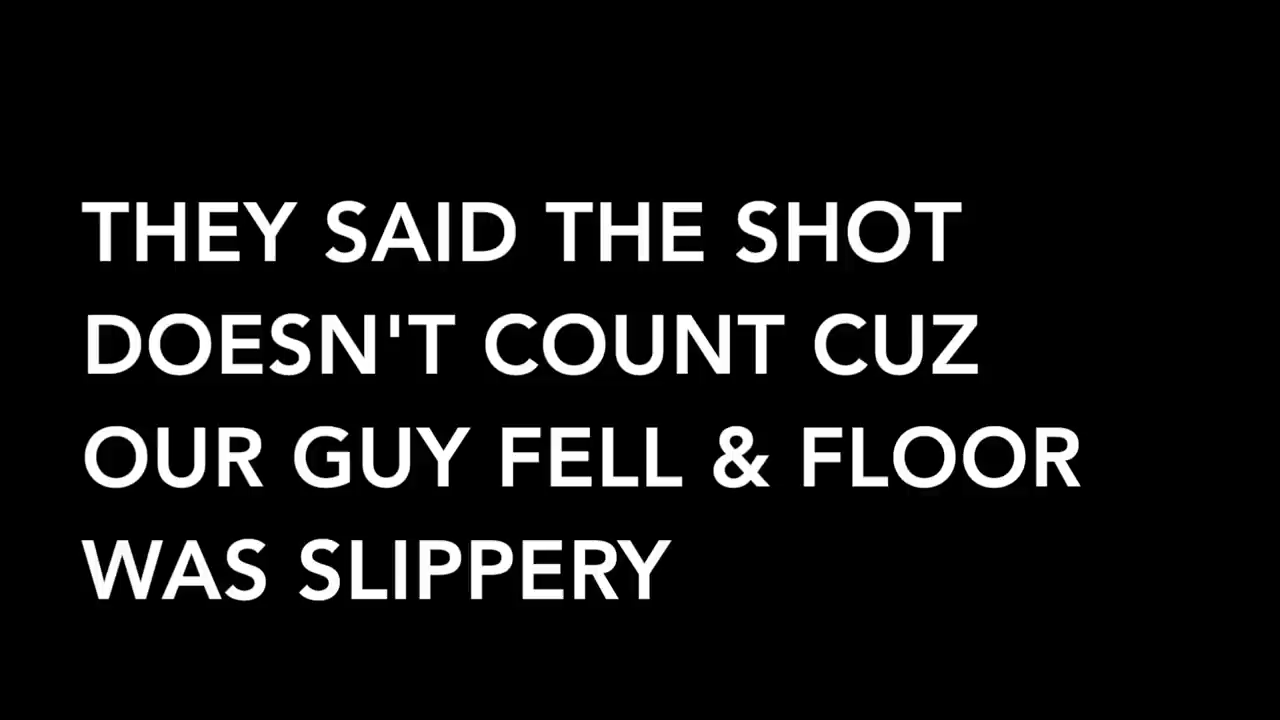 THEY SAID THE SHOT
DOESN'T COUNT CUZ
OUR GUY FELL & FLOOR
WAS SLIPPERY